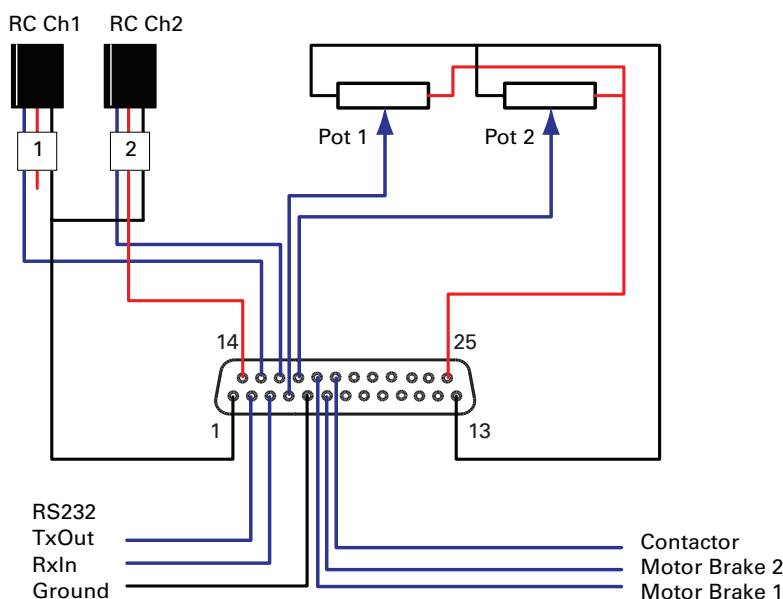 RC Ch1 RC Ch2
1 2
Pot 1 Pot 2
14 25
1 13
RS232
TxOut
RxIn
Ground
Contactor
Motor Brake 2
Motor Brake 1